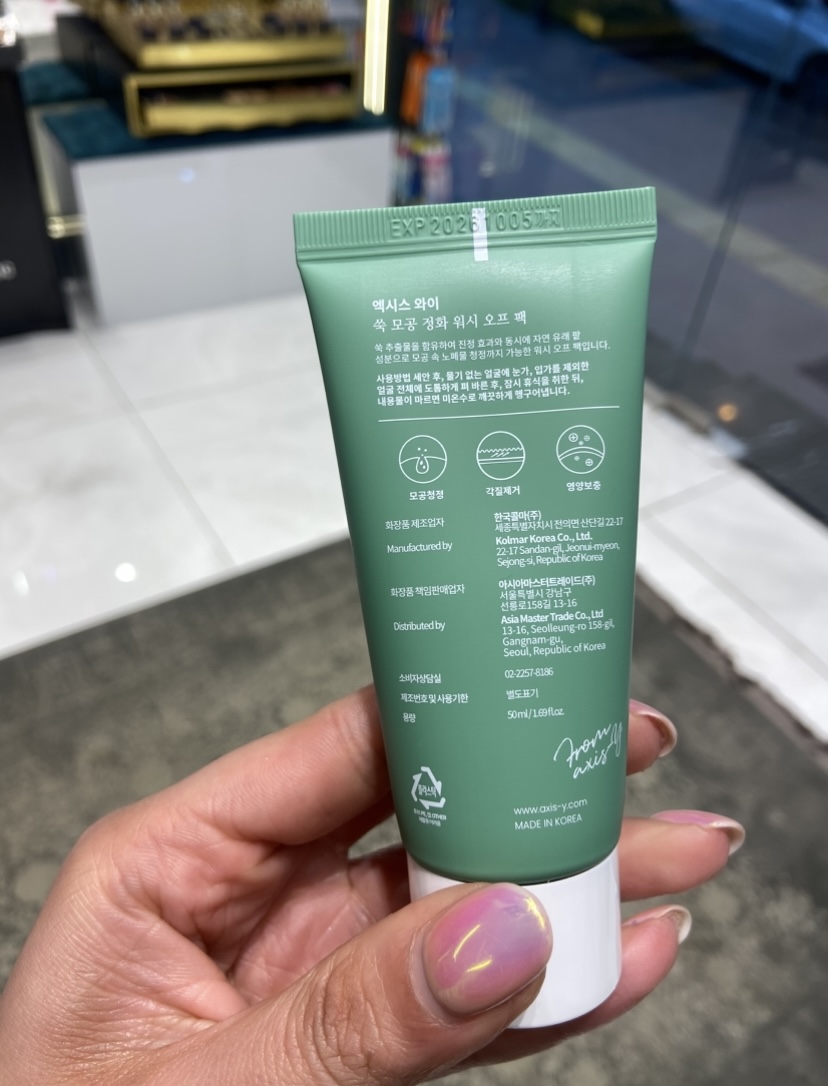 EXP 20261005까지
엑시스 와이
쑥 모공 정화 워시 오프 팩
쑥 추출물을 함유하여 진정 효과와 동시에 자연 유래 팥
성분으로 모공 속 노폐물 청정까지 가능한 워시 오프 팩입니다.
사용방법 세안 후, 물기 없는 얼굴에 눈가, 입가를 제외한
얼굴 전체에 도톰하게 펴 바른 후, 잠시 휴식을 취한 뒤,
내용물이 마르면 미온수로 깨끗하게 헹구어냅니다.
모공청정
각질제거
영양보충
화장품 제조업자
한국콜마(주)
세종특별자치시 전의면 산단길 22-17
Manufactured by
Kolmar Korea Co., Ltd.
22-17 Sandan-gil, Jeonui-myeon,
Sejong-si, Republic of Korea
화장품 책임판매업자
아시아마스터트레이드(주)
서울특별시 강남구
선릉로158길 13-16
Distributed by
Asia Master Trade Co., Ltd
13-16, Seolleung-ro 158-gil,
Gangnam-gu,
Seoul, Republic of Korea
소비자상담실
02-2257-8186
제조번호 및 사용기한
별도표기
용량
50ml / 1.69 fl.oz.
From
axis-y
플라스틱
www.axis-y.com
MADE IN KOREA